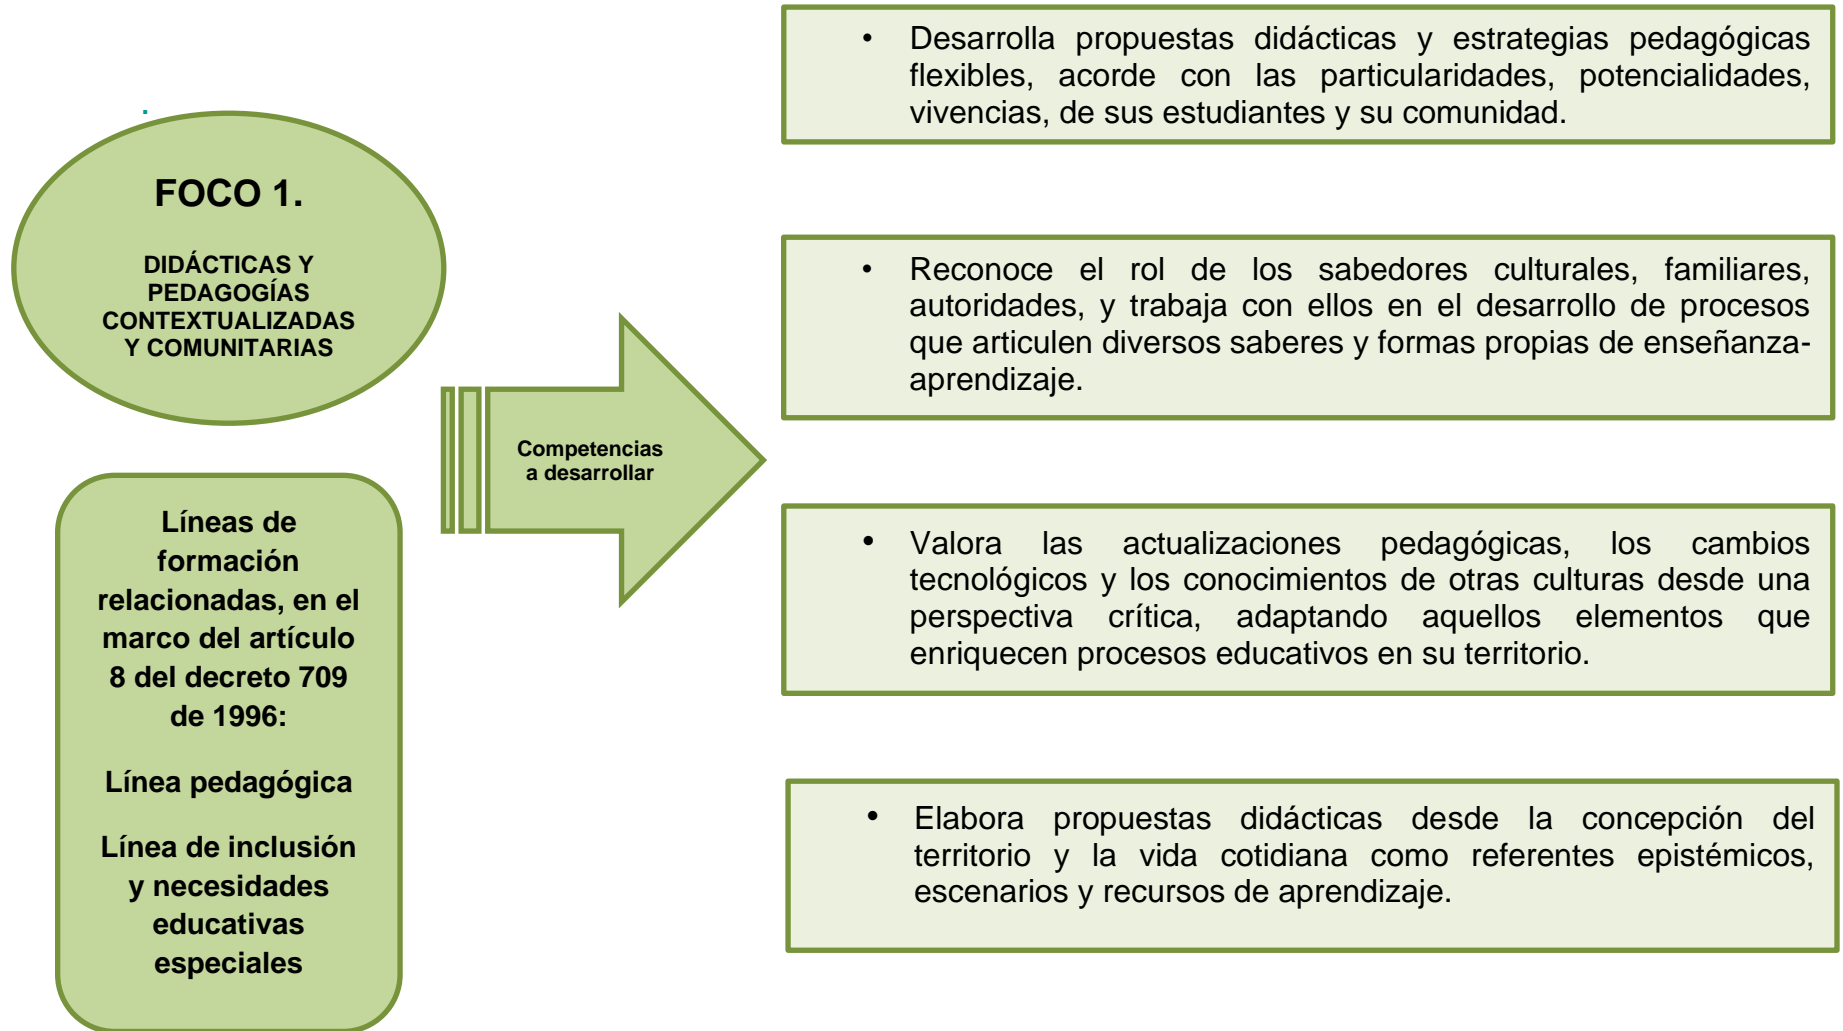 FOCO 1.
DIDÁCTICAS Y
PEDAGOGÍAS
CONTEXTUALIZADAS
Y COMUNITARIAS
Líneas de
formación
relacionadas, en el
marco del artículo
8 del decreto 709
de 1996:
Línea pedagógica
Línea de inclusión
y necesidades
educativas
especiales
Competencias
a desarrollar
• Desarrolla propuestas didácticas y estrategias pedagógicas
flexibles, acorde con las particularidades, potencialidades,
vivencias, de sus estudiantes y su comunidad.
• Reconoce el rol de los sabedores culturales, familiares,
autoridades, y trabaja con ellos en el desarrollo de procesos
que articulen diversos saberes y formas propias de enseñanza-
aprendizaje.
• Valora las actualizaciones pedagógicas, los cambios
tecnológicos y los conocimientos de otras culturas desde una
perspectiva crítica, adaptando aquellos elementos que
enriquecen procesos educativos en su territorio.
• Elabora propuestas didácticas desde la concepción del
territorio y la vida cotidiana como referentes epistémicos,
escenarios y recursos de aprendizaje.